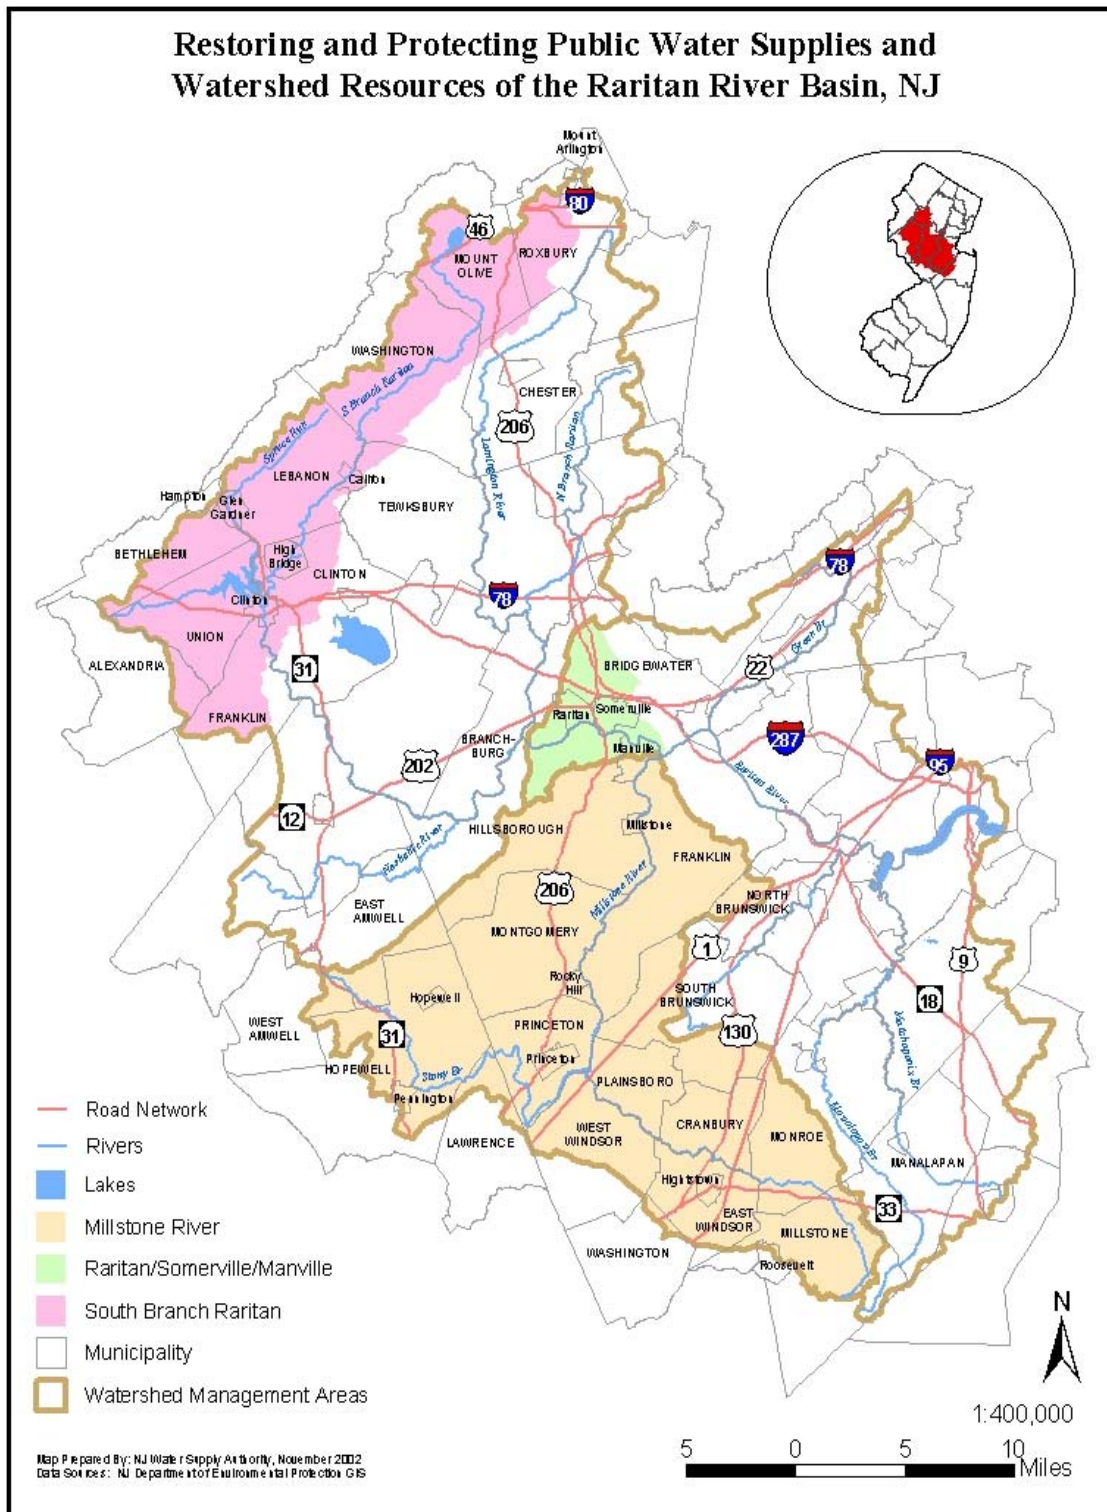 Restoring and Protecting Public Water Supplies and
Watershed Resources of the Raritan River Basin, NJ
Mount
Arlington
80
46
MOUNT
OLIVE
ROXBURY
WASHINGTON
S Branch Raritan
CHESTER
206
Spruce Run
Lamington River
N Branch Raritan
LEBANON
Califon
TEWKSBURY
Hampton
Glen
Gardner
BETHLEHEM
High
Bridge
CLINTON
78
78
Clinton
UNION
ALEXANDRIA
31
BRIDGEWATER
22
Green Br
FRANKLIN
Raritan
Somerville
BRANCH-
BURG
Manville
287
95
202
Raritan River
12
HILLSBOROUGH
Millstone
Neshanic River
FRANKLIN
206
Millstone River
EAST
AMWELL
NORTH
BRUNSWICK
MONTGOMERY
1
9
Rocky
Hill
Hopewell
SOUTH
BRUNSWICK
18
WEST
AMWELL
31
PRINCETON
130
Matchaponix Br
HOPEWELL
Stony Br
Princeton
PLAINSBORO
Pennington
CRANBURY
Manalapan Br
LAWRENCE
WEST
WINDSOR
MONROE
MANALAPAN
Hightstown
33
EAST
WINDSOR
MILLSTONE
WASHINGTON
Roosevelt
Road Network
Rivers
Lakes
Millstone River
Raritan/Somerville/Manville
South Branch Raritan
Municipality
Watershed Management Areas
N
1:400,000
5 0 5 10
Miles
Map Prepared By: NJ Water Supply Authority, November 2002
Data Sources: NJ Department of Environmental Protection GIS